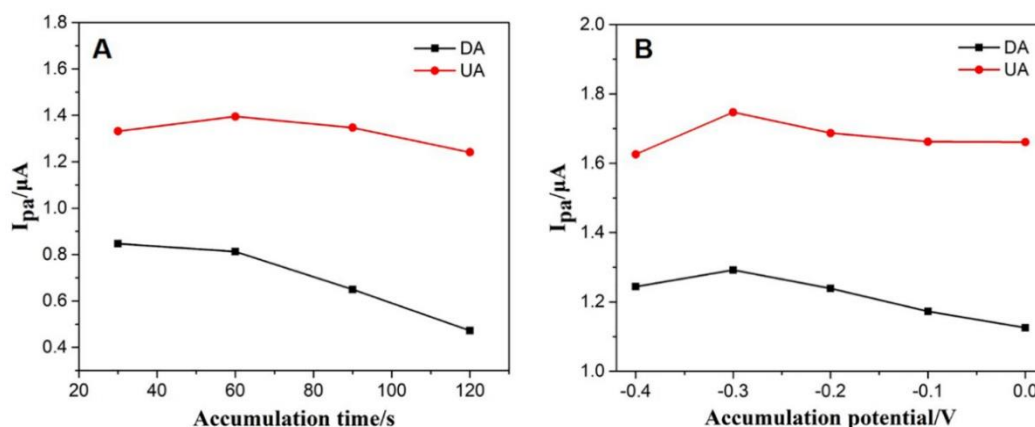 A
DA
UA
1.8
1.6
1.4
1.2
1.0
0.8
0.6
0.4
Ipa/μA
20 40 60 80 100 120
Accumulation time/s
B
DA
UA
2.0
1.8
1.6
1.4
1.2
1.0
Ipa/μA
-0.4 -0.3 -0.2 -0.1 0.0
Accumulation potential/V